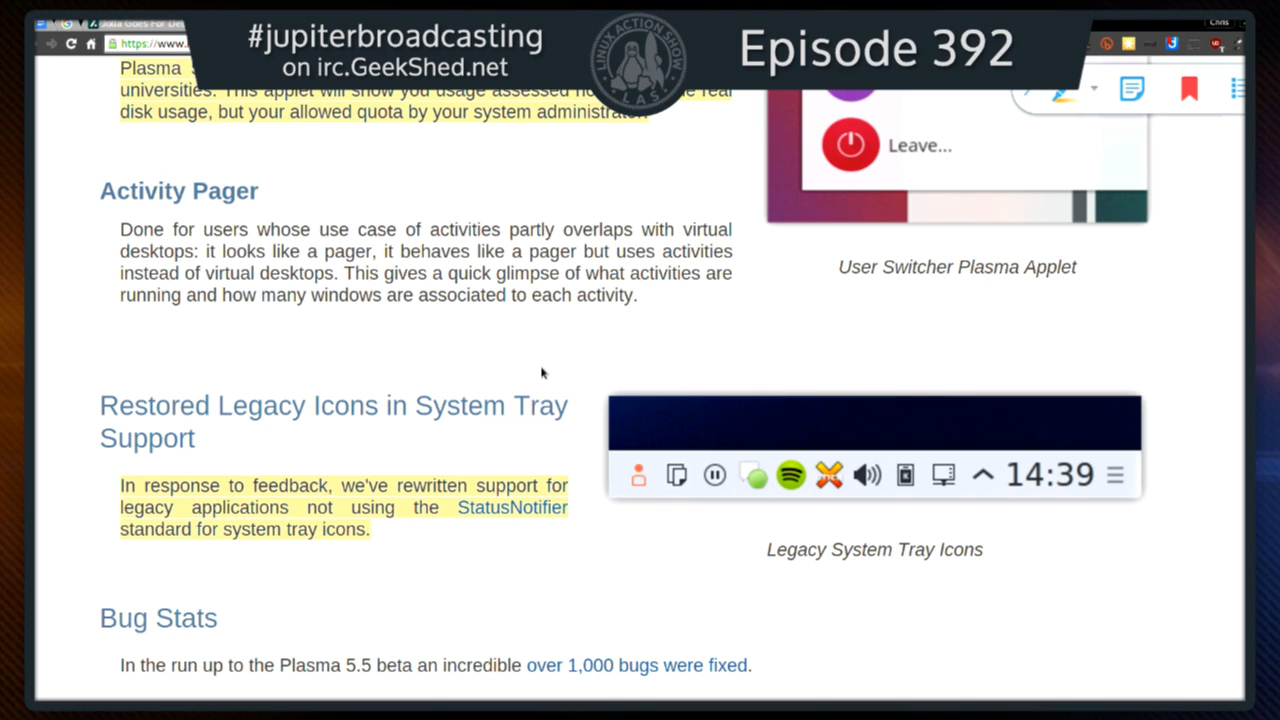 #jupiterbroadcasting
on irc.GeekShed.net
LINUX ACTION SHOW
L.A.S.
Episode 392
Chris
https://www.
Plasma
universities. This applet will show you usage assessed real
disk usage, but your allowed quota by your system administrator.
Leave...
Activity Pager
Done for users whose use case of activities partly overlaps with virtual
desktops: it looks like a pager, it behaves like a pager but uses activities
instead of virtual desktops. This gives a quick glimpse of what activities are
running and how many windows are associated to each activity.
User Switcher Plasma Applet
Restored Legacy Icons in System Tray
Support
In response to feedback, we've rewritten support for
legacy applications not using the StatusNotifier
standard for system tray icons.
14:39
Legacy System Tray Icons
Bug Stats
In the run up to the Plasma 5.5 beta an incredible over 1,000 bugs were fixed.